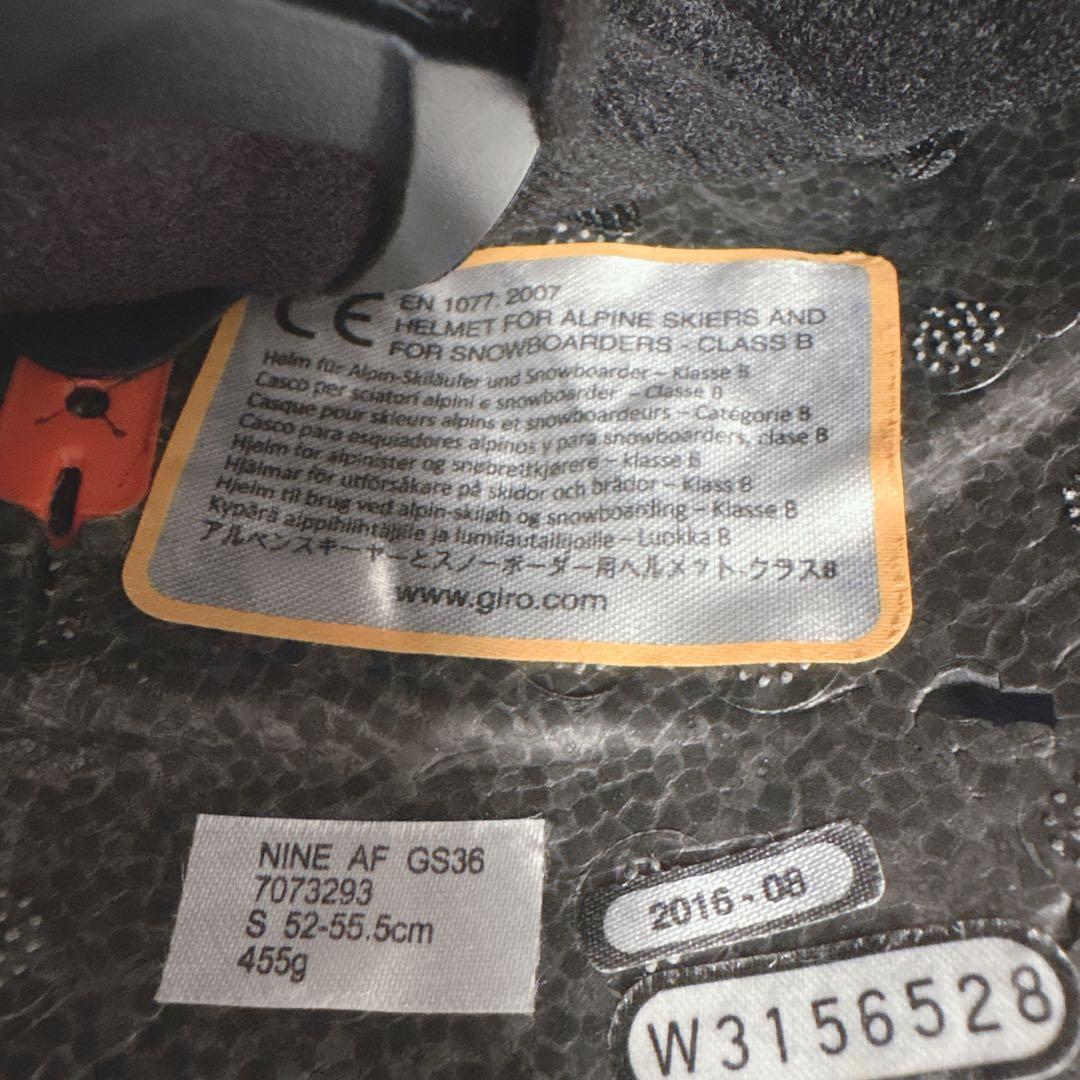 CE
EN 1077: 2007
HELMET FOR ALPINE SKIERS AND
FOR SNOWBOARDERS - CLASS B
Helm für Alpin-Skiläufer und Snowboarder – Klasse B
Casco per sciatori alpini e snowboarder – Classe B
Casque pour skieurs alpins et snowboardeurs – Catégorie B
Casco para esquiadores alpinos y para snowboarders, clase B
Hjelm for alpinister og snøbrettkjørere – klasse B
Hjälmar för utförsåkare på skidor och brädor – Klass B
Hjelm til brug ved alpin-skiløb og snowboarding – Klasse B
Kypärä alppihiihtäjille ja lumilautailijoille – Luokka B
アルペンスキーヤーとスノーボーダー用ヘルメット-クラスB
www.giro.com
NINE AF GS36
7073293
S 52-55.5cm
455g
2016-08
W3156528